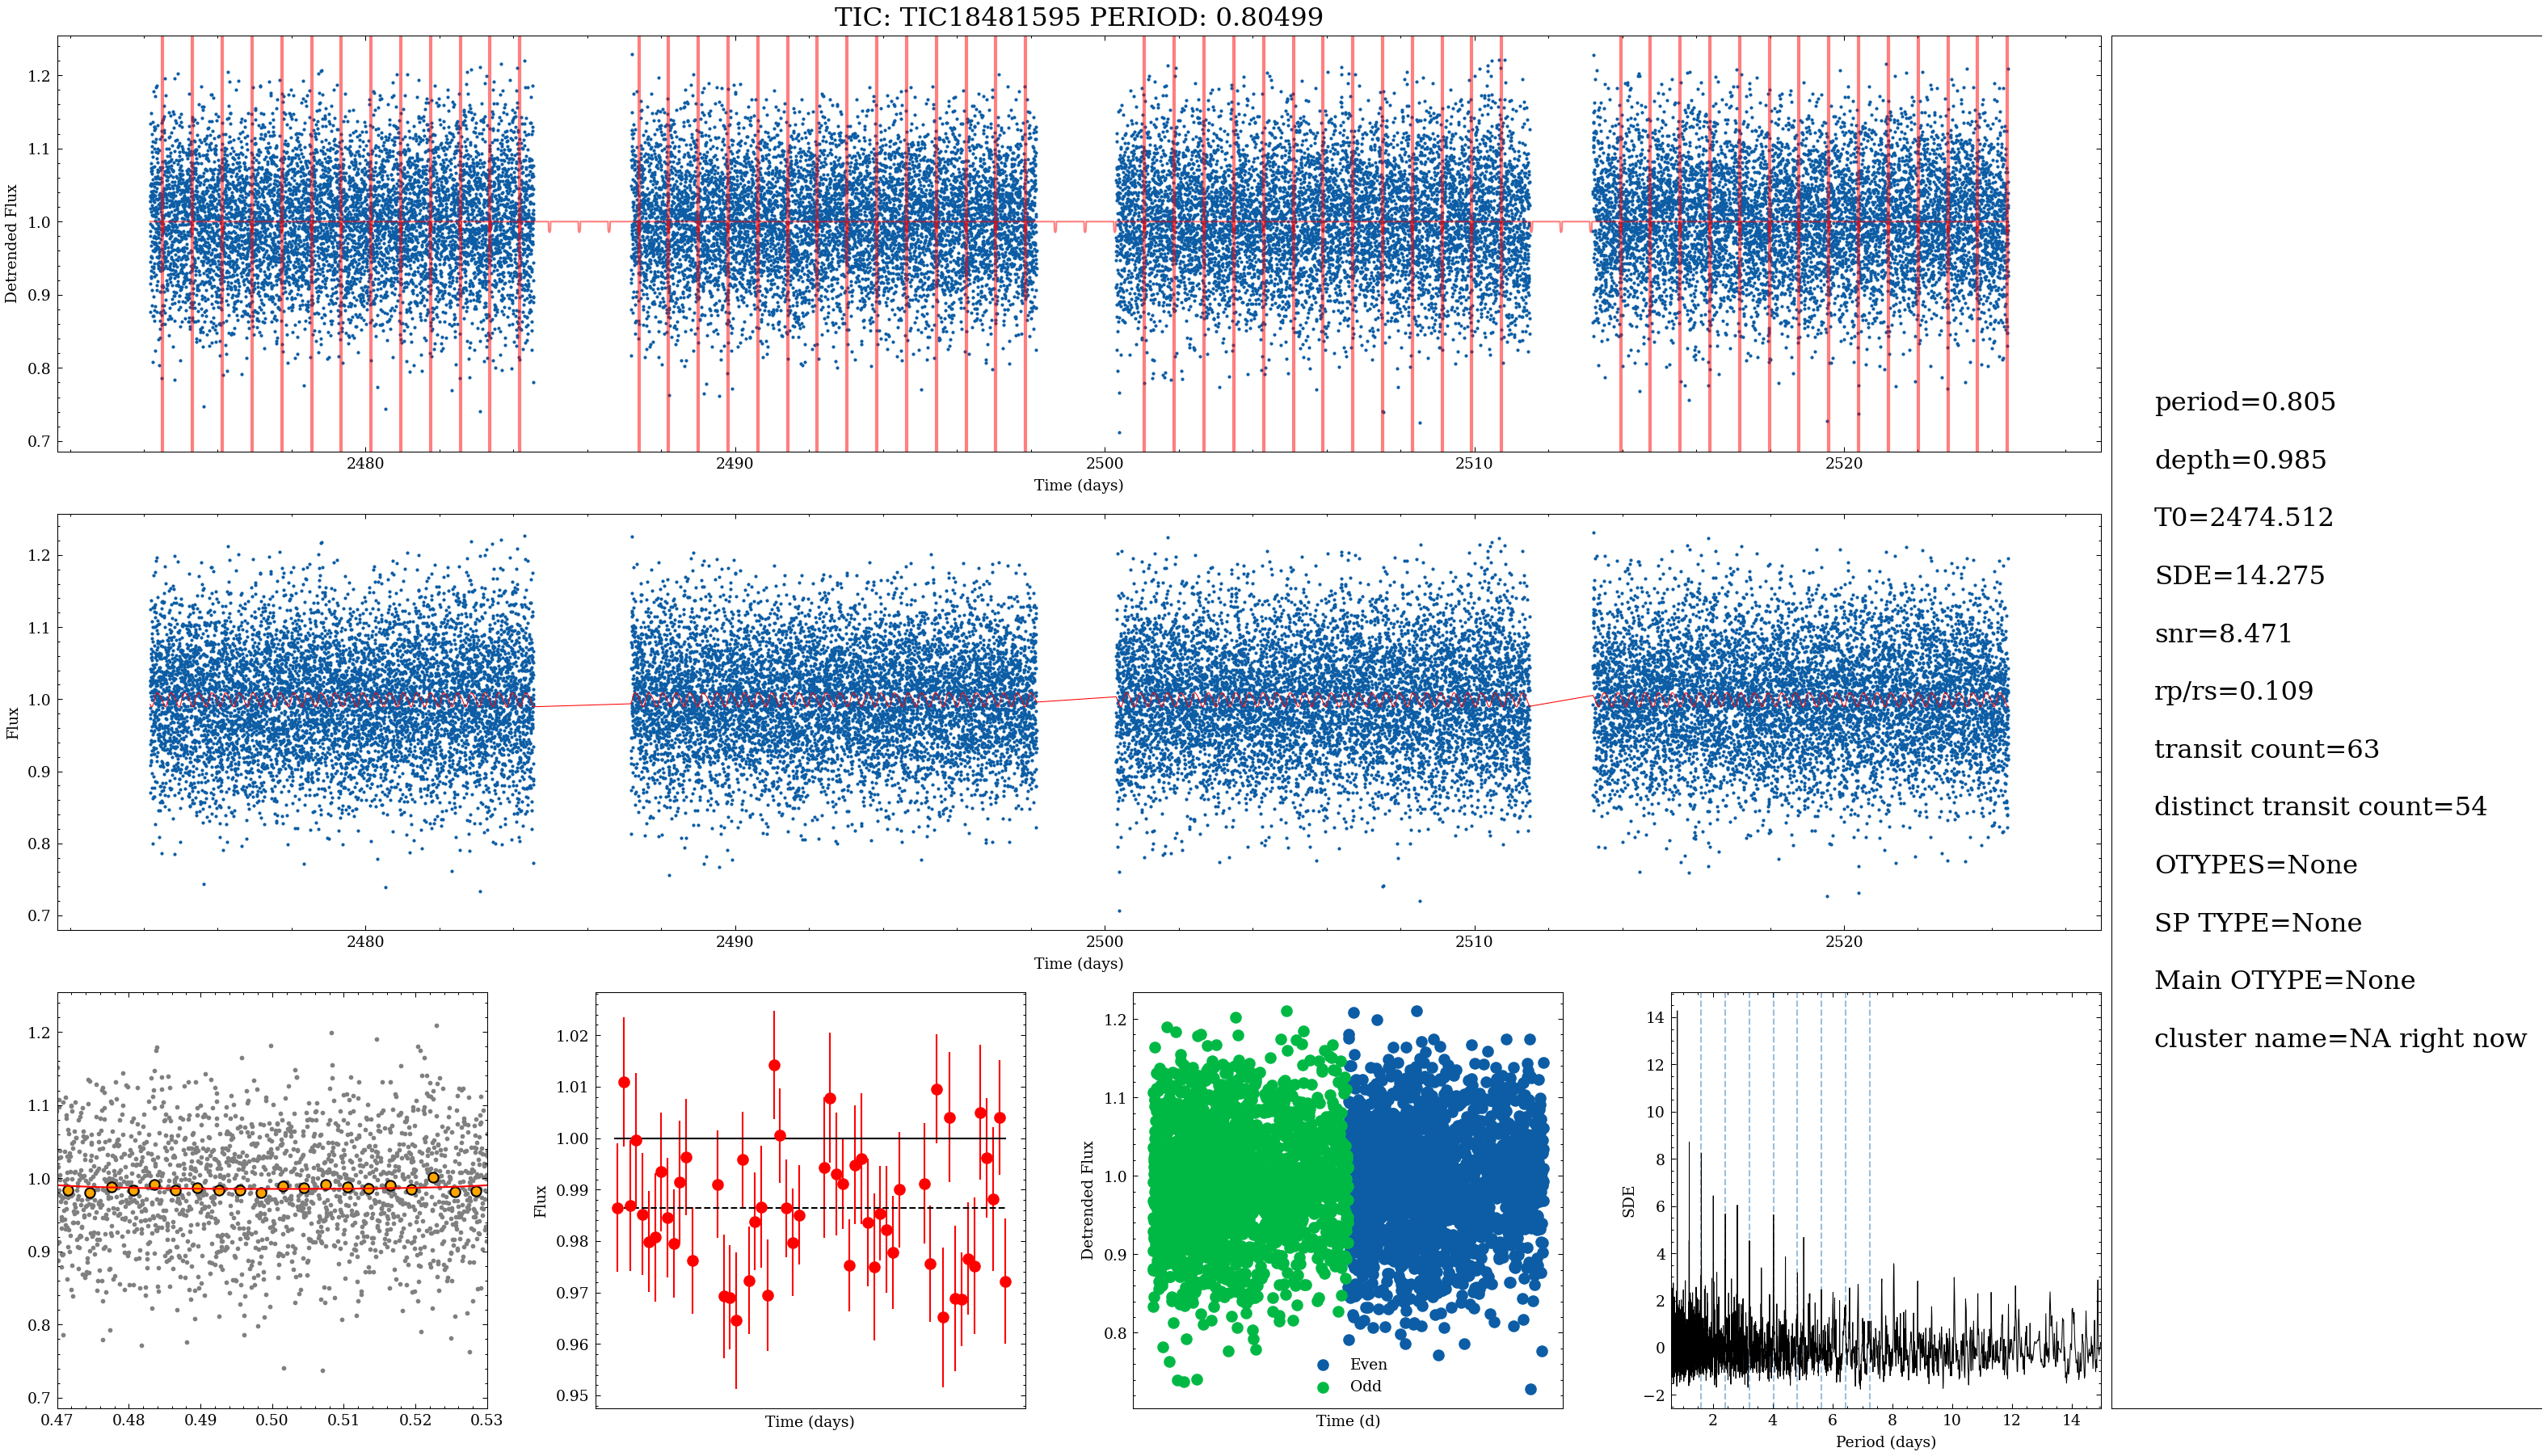 TIC: TIC18481595 PERIOD: 0.80499
Detrended Flux
1.2
1.1
1.0
0.9
0.8
0.7
2480 2490 2500 2510 2520
Time (days)
Flux
1.2
1.1
1.0
0.9
0.8
0.7
2480 2490 2500 2510 2520
Time (days)
1.2
1.1
1.0
0.9
0.8
0.7
0.47 0.48 0.49 0.50 0.51 0.52 0.53
Flux
1.02
1.01
1.00
0.99
0.98
0.97
0.96
0.95
Time (days)
Detrended Flux
1.2
1.1
1.0
0.9
0.8
Even
Odd
Time (d)
SDE
14
12
10
8
6
4
2
0
−2
2 4 6 8 10 12 14
Period (days)
period=0.805
depth=0.985
T0=2474.512
SDE=14.275
snr=8.471
rp/rs=0.109
transit count=63
distinct transit count=54
OTYPES=None
SP TYPE=None
Main OTYPE=None
cluster name=NA right now